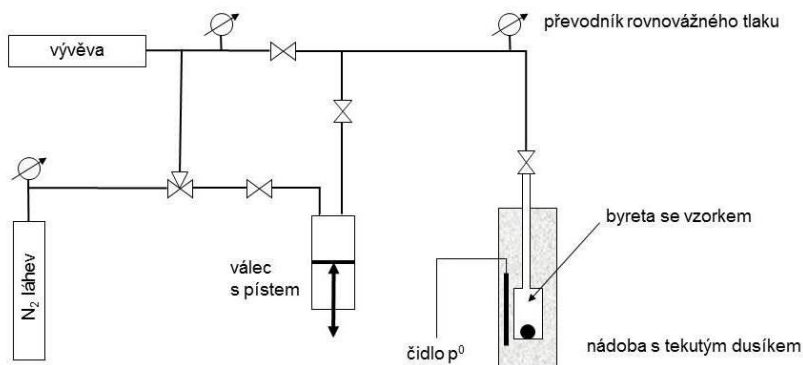 převodník rovnovážného tlaku
vývěva
byreta se vzorkem
válec
s pístem
N₂ láhev
čidlo p⁰
nádoba s tekutým dusíkem